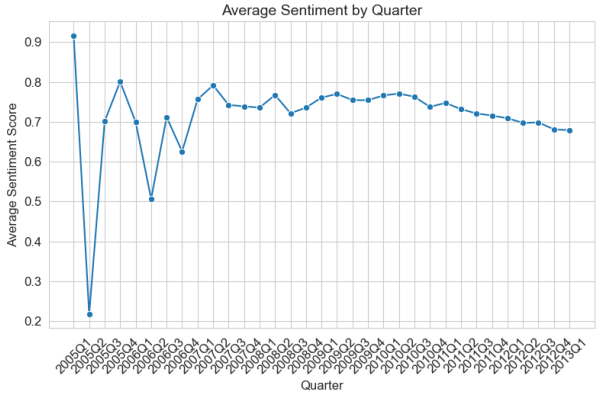 Average Sentiment by Quarter
Average Sentiment Score
0.9
0.8
0.7
0.6
0.5
0.4
0.3
0.2
2005Q1
2005Q2
2005Q3
2005Q4
2006Q1
2006Q2
2006Q3
2006Q4
2007Q1
2007Q2
2007Q3
2007Q4
2008Q1
2008Q2
2008Q3
2008Q4
2009Q1
2009Q2
2009Q3
2009Q4
2010Q1
2010Q2
2010Q3
2010Q4
2011Q1
2011Q2
2011Q3
2011Q4
2012Q1
2012Q2
2012Q3
2012Q4
2013Q1
Quarter